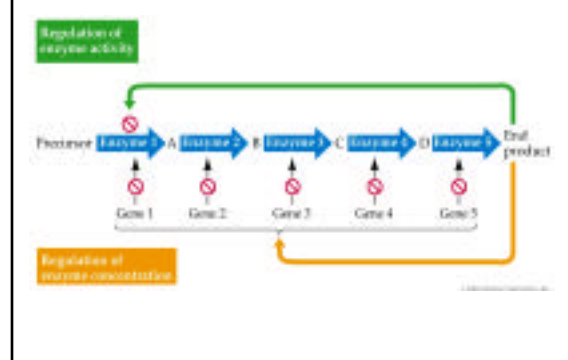 Regulation of
enzyme activity
Precursor Enzyme 1 A Enzyme 2 B Enzyme 3 C Enzyme 4 D Enzyme 5 End
product
Gene 1 Gene 2 Gene 3 Gene 4 Gene 5
Regulation of
enzyme concentration